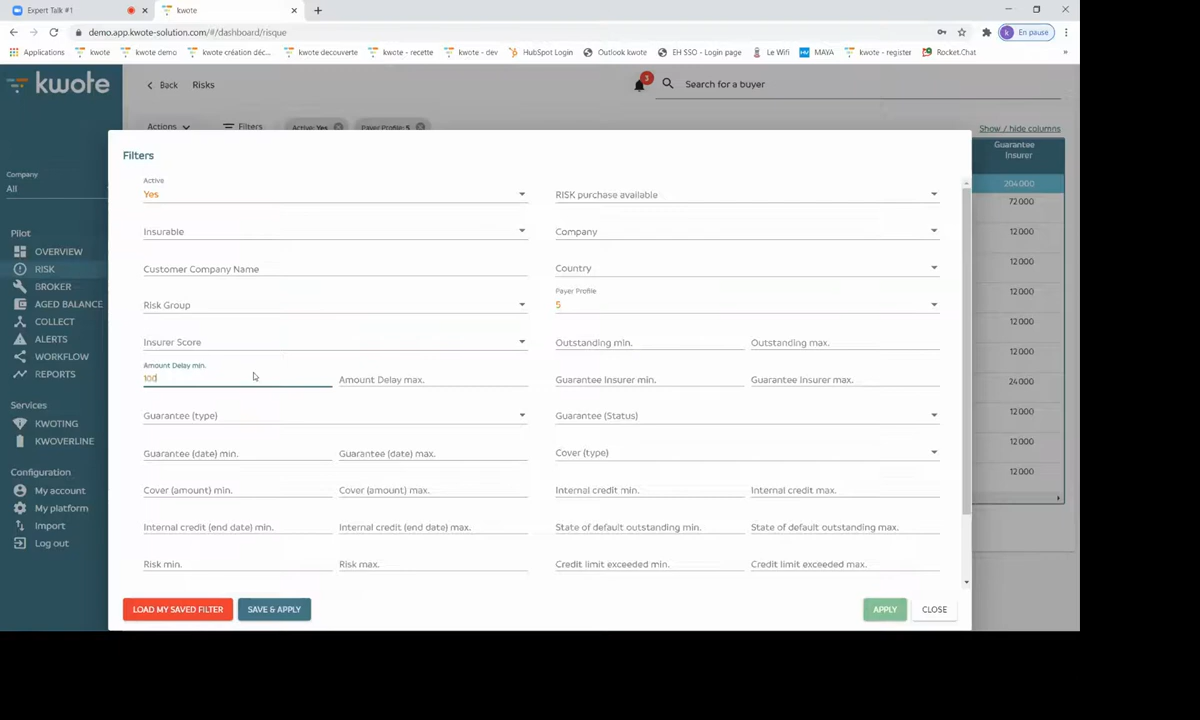 Expert Talk #1
kwote
demo.app.kwote-solution.com/#/dashboard/risque
En pause
Applications
kwote
kwote demo
kwote création déc...
kwote decouverte
kwote - recette
kwote - dev
HubSpot Login
Outlook kwote
EH SSO - Login page
Le Wifi
MAYA
kwote - register
Rocket.Chat
kwote
Back
Risks
3
Search for a buyer
Actions
Filters
Active: Yes
Payer Profile: 5
Show / hide columns
Guarantee
Insurer
204 000
72 000
12 000
12 000
12 000
12 000
24 000
12 000
12 000
12 000
Company
All
Pilot
OVERVIEW
RISK
BROKER
AGED BALANCE
COLLECT
ALERTS
WORKFLOW
REPORTS
Services
KWOTING
KWOVERLINE
Configuration
My account
My platform
Import
Log out
Filters
Active
Yes
RISK purchase available
Insurable
Company
Customer Company Name
Country
Risk Group
Payer Profile
5
Insurer Score
Outstanding min.
Outstanding max.
Amount Delay min.
100
Amount Delay max.
Guarantee Insurer min.
Guarantee Insurer max.
Guarantee (type)
Guarantee (Status)
Guarantee (date) min.
Guarantee (date) max.
Cover (type)
Cover (amount) min.
Cover (amount) max.
Internal credit min.
Internal credit max.
Internal credit (end date) min.
Internal credit (end date) max.
State of default outstanding min.
State of default outstanding max.
Risk min.
Risk max.
Credit limit exceeded min.
Credit limit exceeded max.
LOAD MY SAVED FILTER
SAVE & APPLY
APPLY
CLOSE